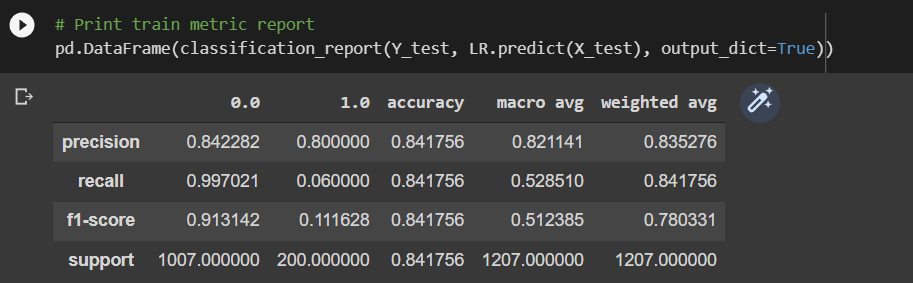 # Print train metric report
pd.DataFrame(classification_report(Y_test, LR.predict(X_test), output_dict=True))
0.0 1.0 accuracy macro avg weighted avg
precision 0.842282 0.800000 0.841756 0.821141 0.835276
recall 0.997021 0.060000 0.841756 0.528510 0.841756
f1-score 0.913142 0.111628 0.841756 0.512385 0.780331
support 1007.000000 200.000000 0.841756 1207.000000 1207.000000